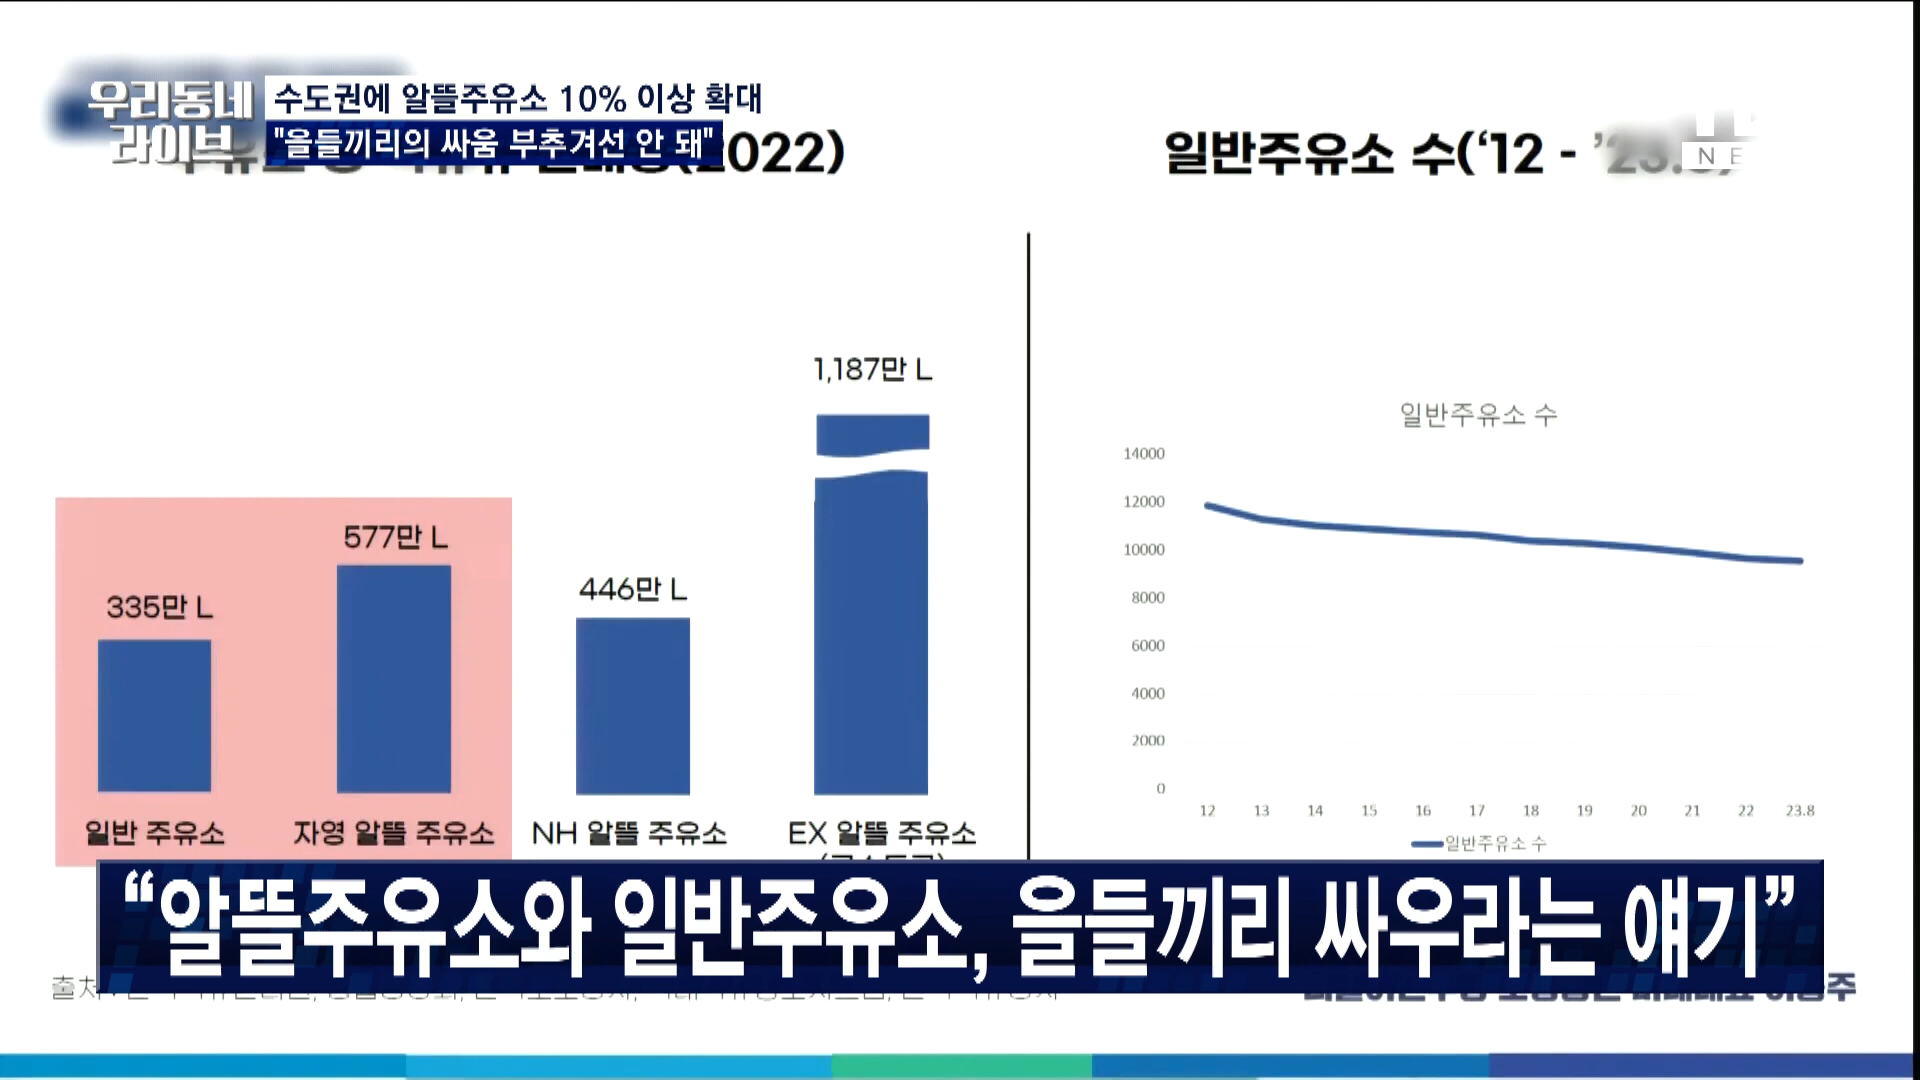 우리동네
라이브
수도권에 알뜰주유소 10% 이상 확대
"을들끼리의 싸움 부추겨선 안 돼"
2022)
일반주유소 수(‘12 -
N E
1,187만 L
577만 L
446만 L
335만 L
일반 주유소
자영 알뜰 주유소
NH 알뜰 주유소
EX 알뜰 주유소
일반주유소 수
14000
12000
10000
8000
6000
4000
2000
0
12 13 14 15 16 17 18 19 20 21 22 23.8
일반주유소 수
“알뜰주유소와 일반주유소, 을들끼리 싸우라는 얘기”